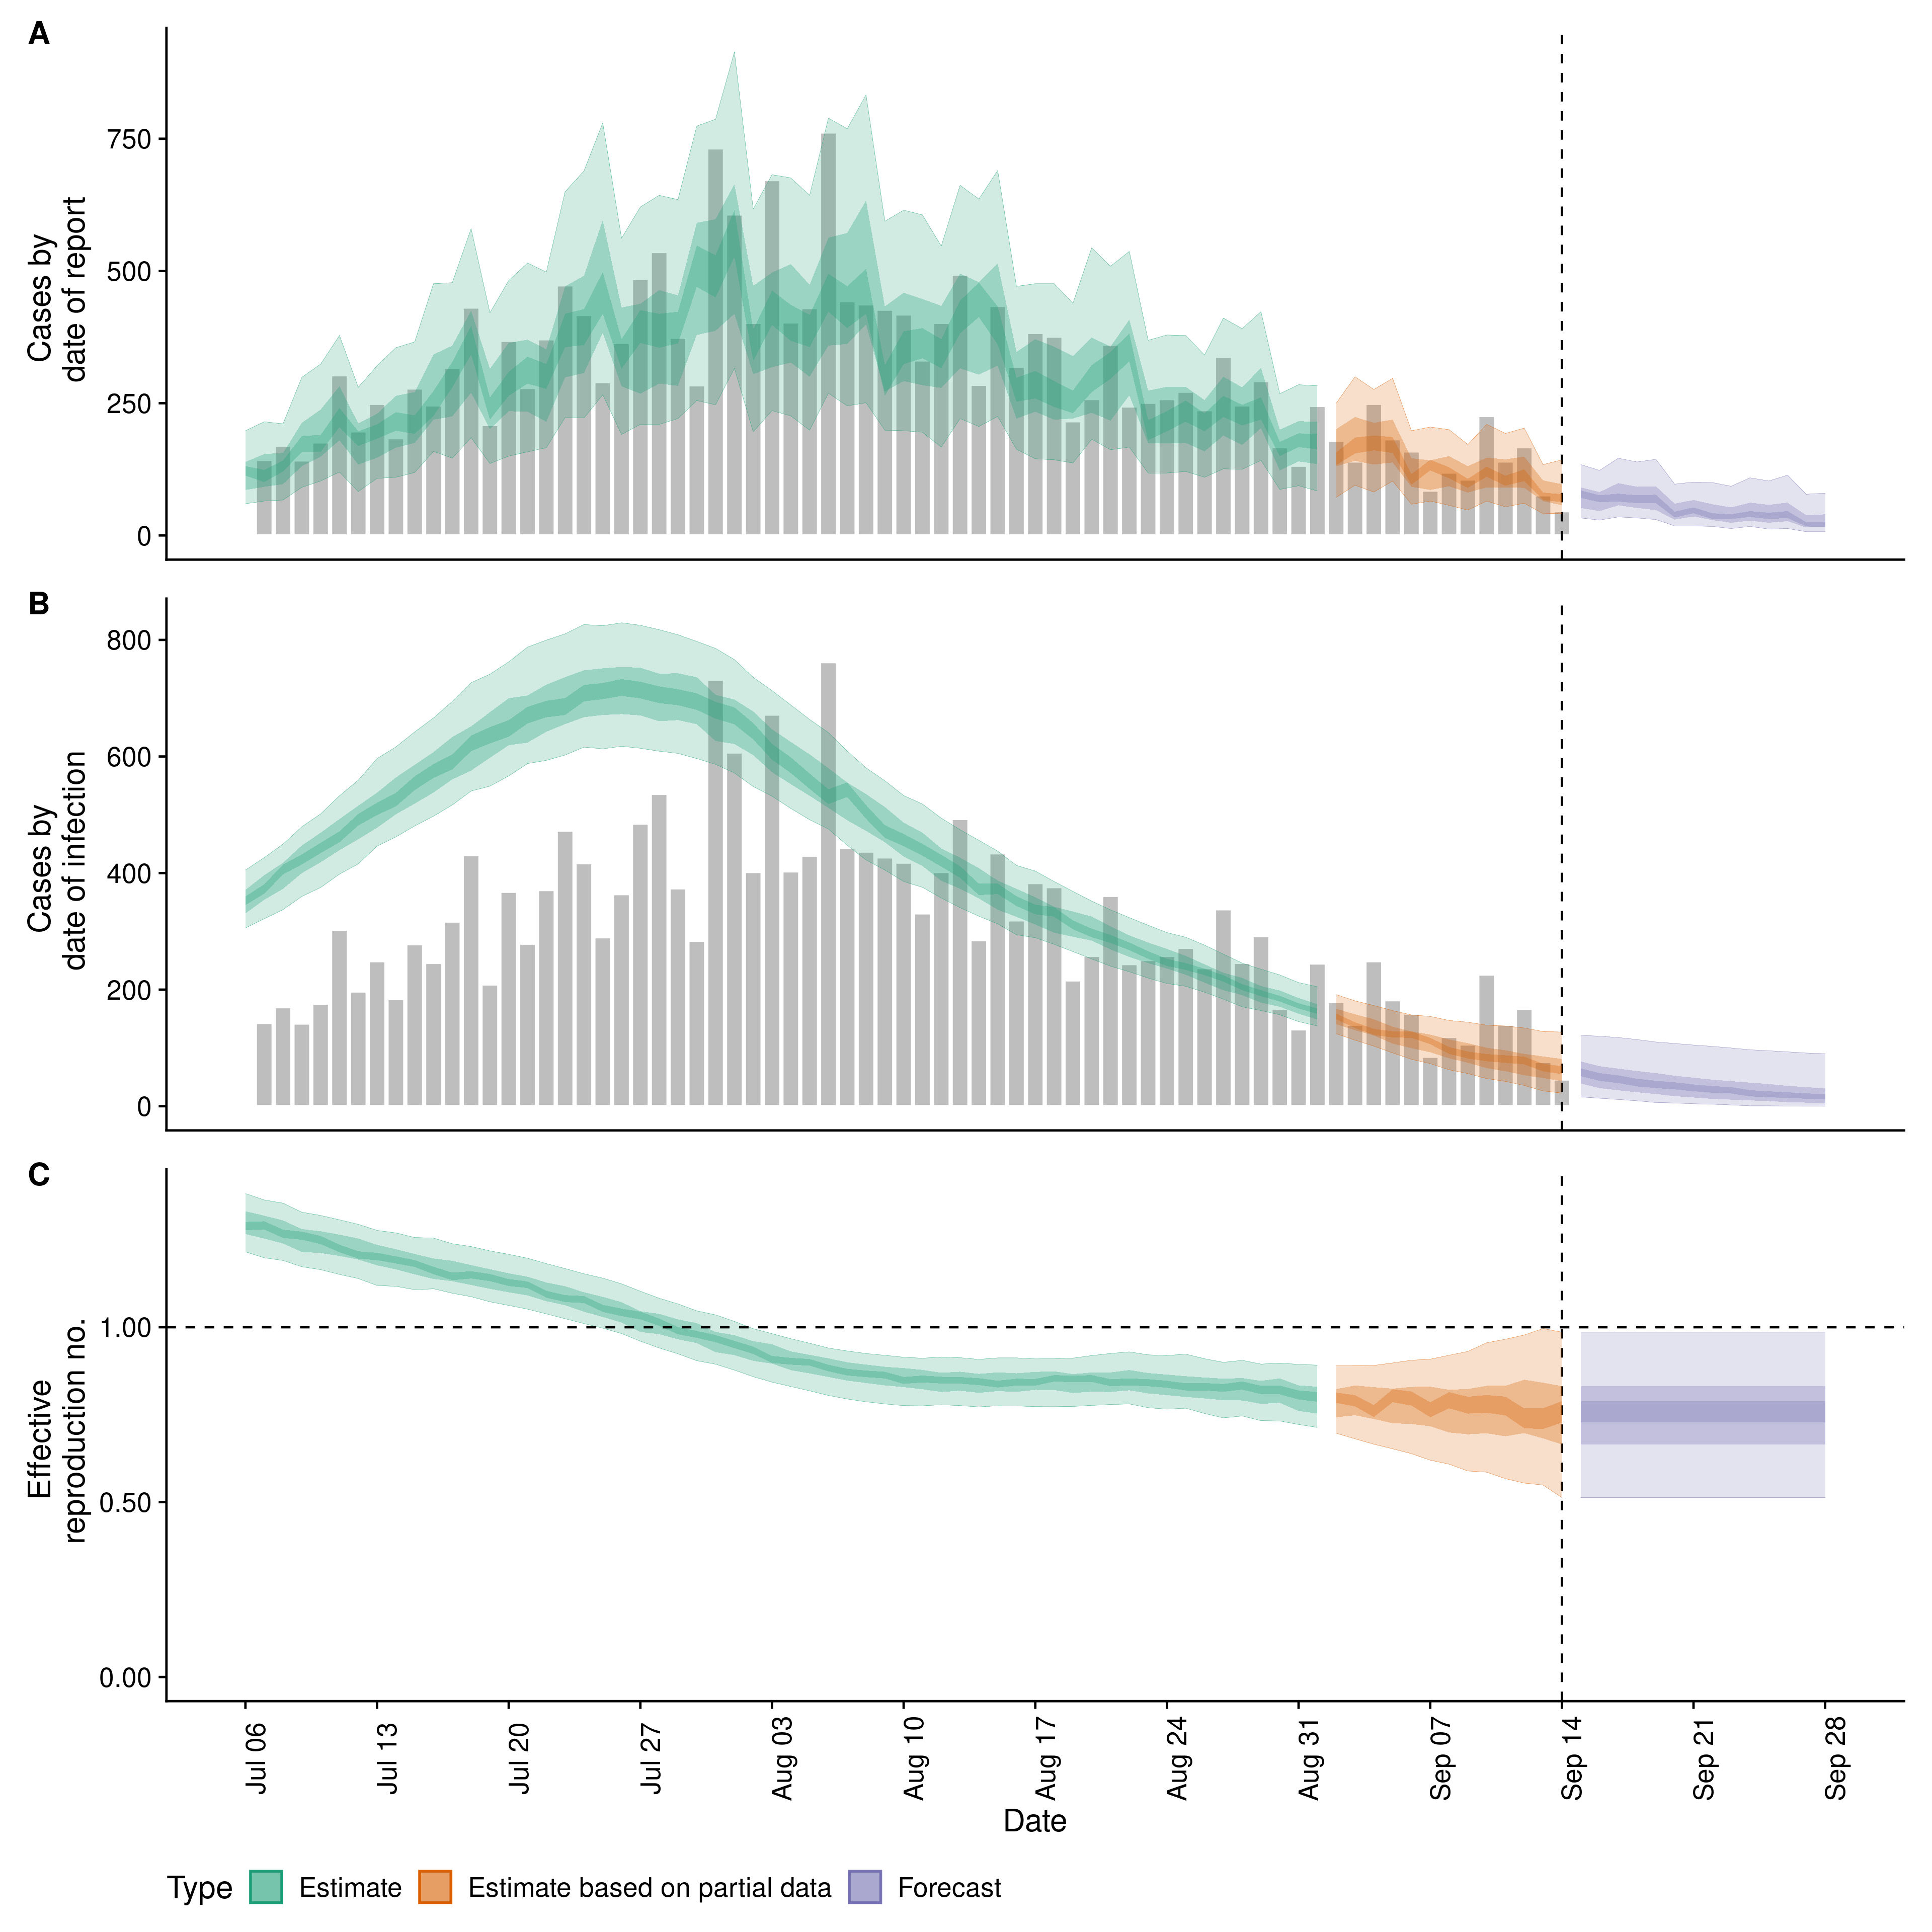 A
Cases by
date of report
750
500
250
0
B
Cases by
date of infection
800
600
400
200
0
C
Effective
reproduction no.
1.00
0.50
0.00
Jul 06
Jul 13
Jul 20
Jul 27
Aug 03
Aug 10
Aug 17
Aug 24
Aug 31
Sep 07
Sep 14
Sep 21
Sep 28
Date
Type Estimate Estimate based on partial data Forecast